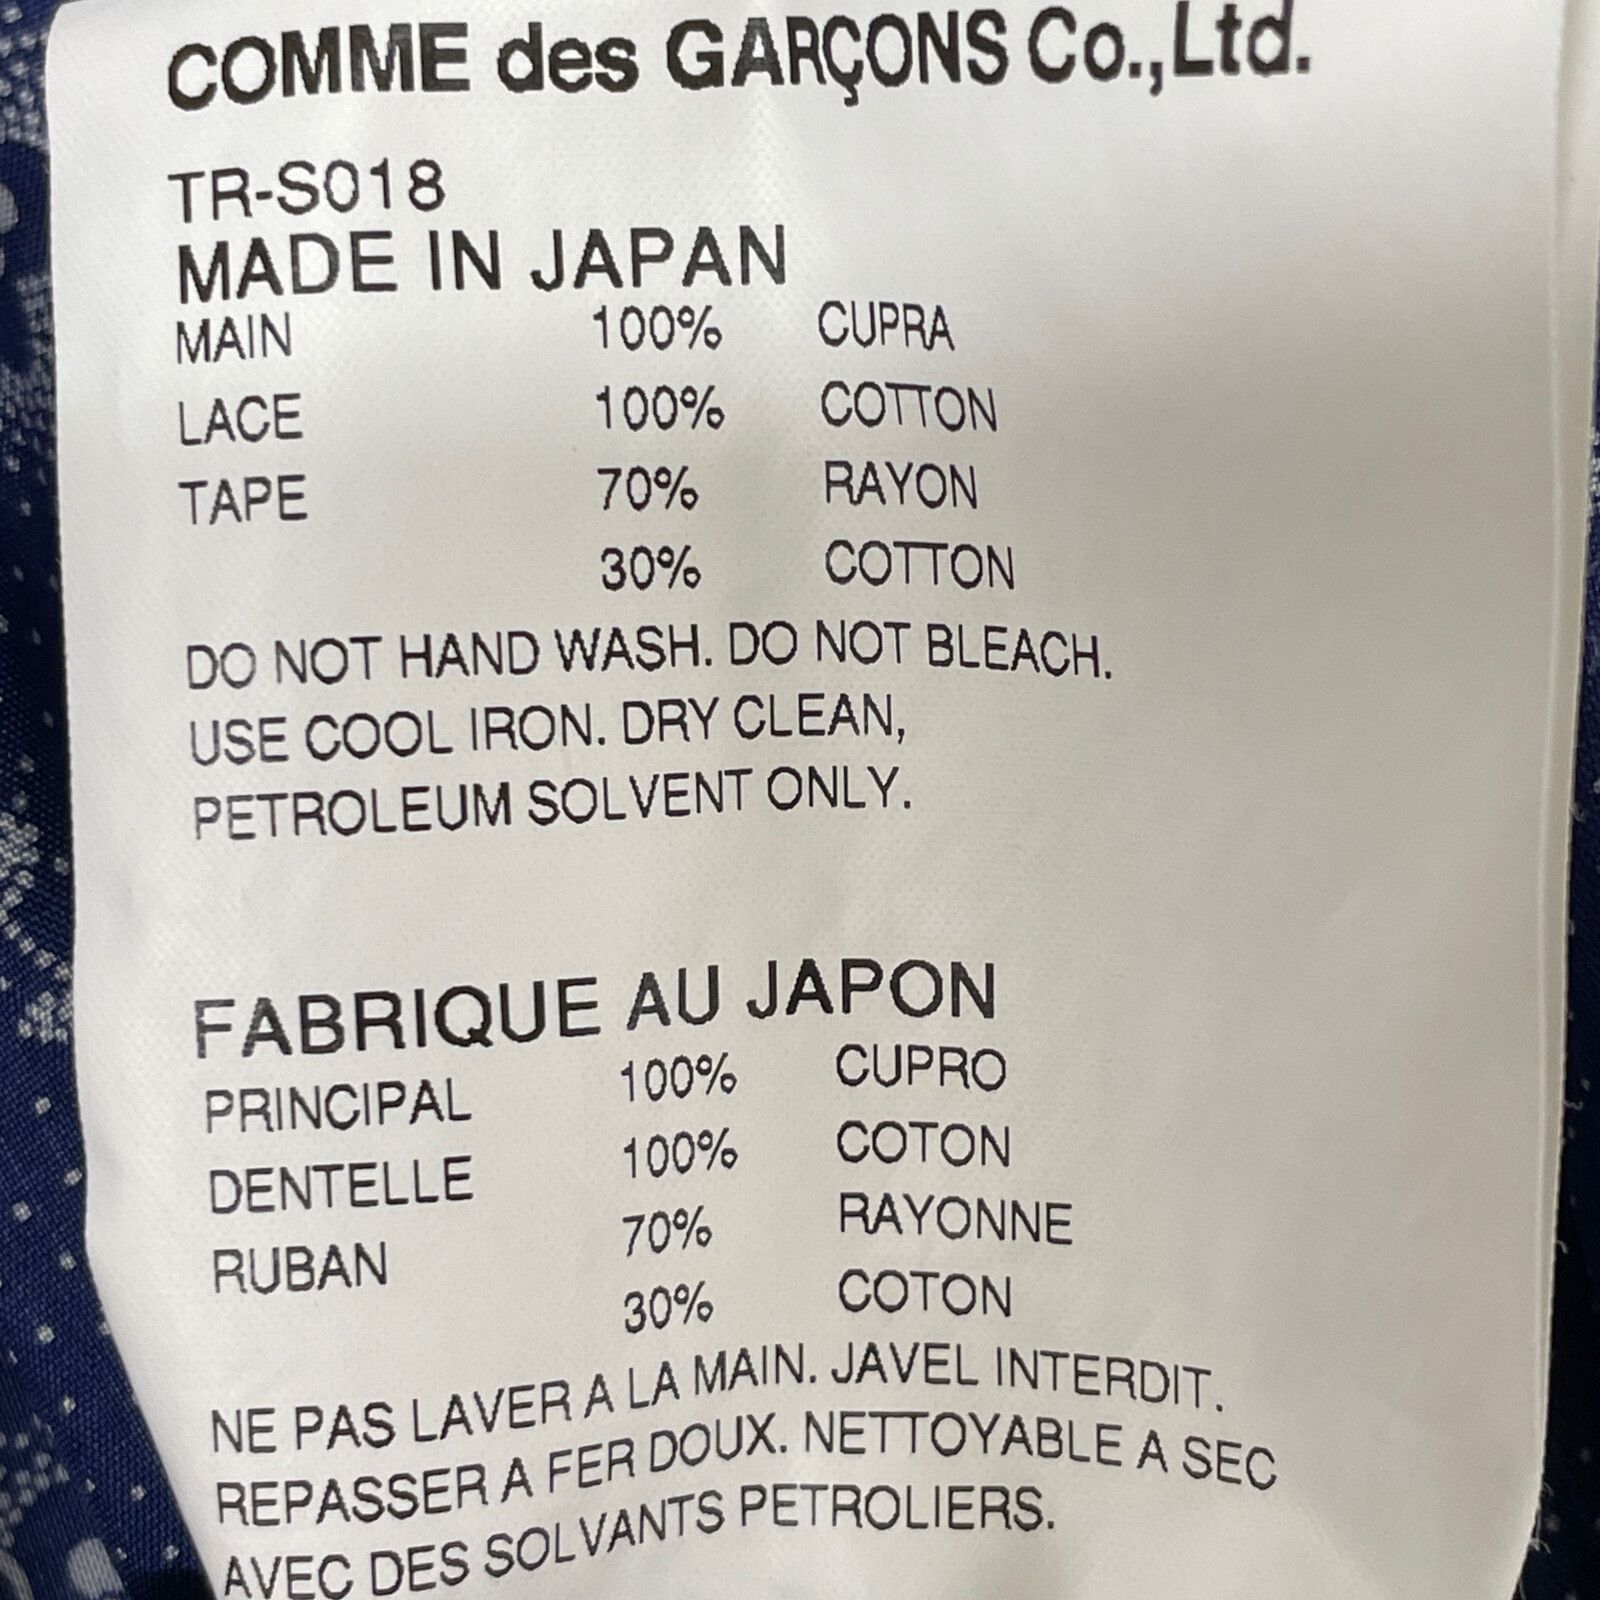 COMME des GARÇONS Co.,Ltd.
TR-S018
MADE IN JAPAN
MAIN 100% CUPRA
LACE 100% COTTON
TAPE 70% RAYON
30% COTTON
DO NOT HAND WASH. DO NOT BLEACH.
USE COOL IRON. DRY CLEAN,
PETROLEUM SOLVENT ONLY.
FABRIQUE AU JAPON
PRINCIPAL 100% CUPRO
DENTELLE 100% COTON
RUBAN 70% RAYONNE
30% COTON
NE PAS LAVER A LA MAIN. JAVEL INTERDIT.
REPASSER A FER DOUX. NETTOYABLE A SEC
AVEC DES SOLVANTS PETROLIERS.